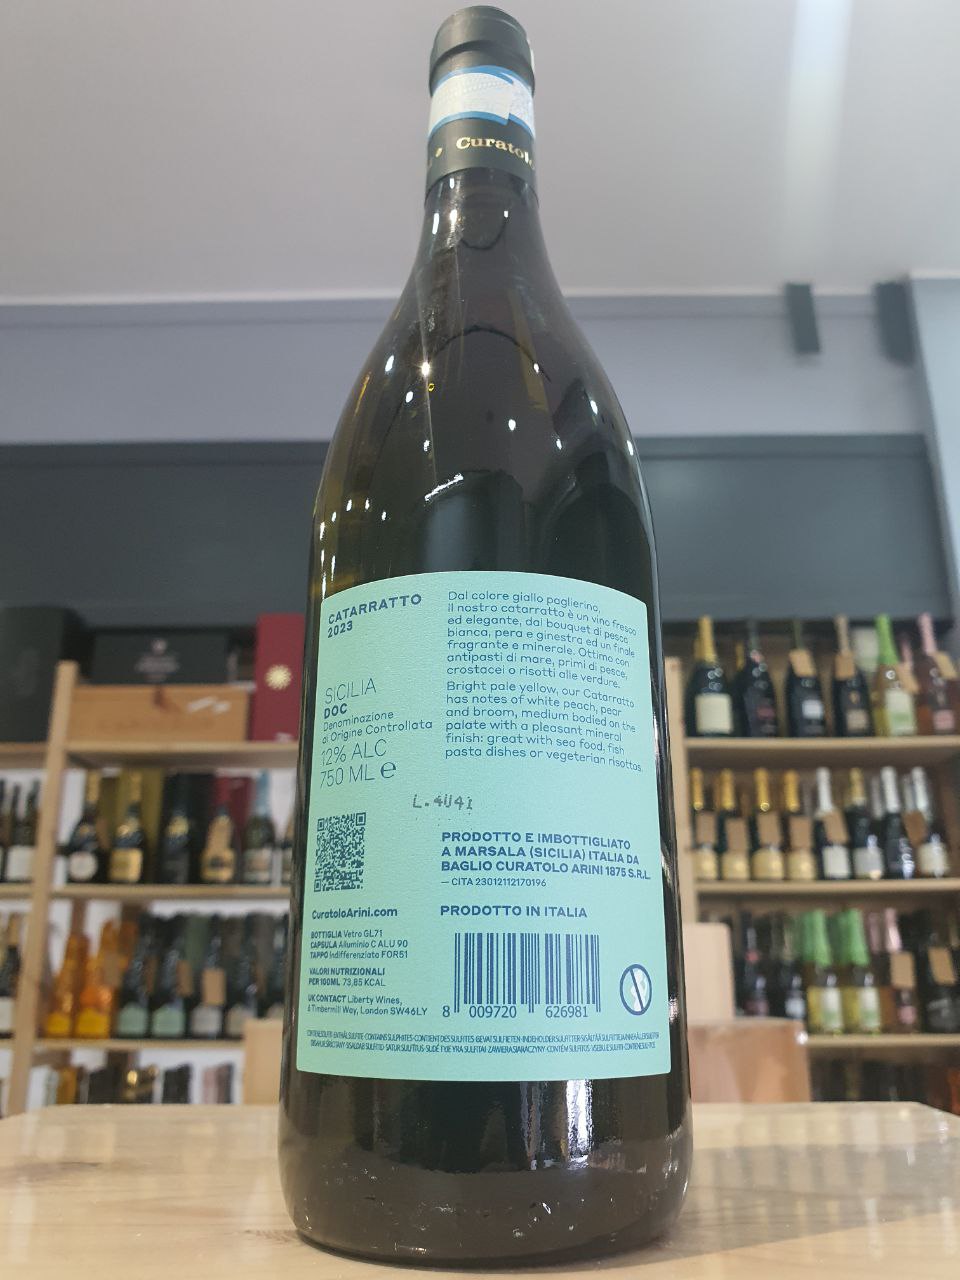 Curatolo
CATARRATTO
2023
SICILIA
DOC
Denominazione
di Origine Controllata
12% ALC
750 ML e
Dal colore giallo paglierino,
il nostro catarratto è un vino fresco
ed elegante, dal bouquet di pesca
bianca, pera e ginestra ed un finale
fragrante e minerale. Ottimo con
antipasti di mare, primi di pesce,
crostacei o risotti alle verdure.
Bright pale yellow, our Catarratto
has notes of white peach, pear
and broom, medium bodied on the
palate with a pleasant mineral
finish: great with sea food, fish
pasta dishes or vegeterian risottos.
L.4U41
PRODOTTO E IMBOTTIGLIATO
A MARSALA (SICILIA) ITALIA DA
BAGLIO CURATOLO ARINI 1875 S.R.L.
— CITA 23012112170196
PRODOTTO IN ITALIA
CuratoloArini.com
BOTTIGLIA Vetro GL71
CAPSULA Alluminio C ALU 90
TAPPO Indifferenziato FOR51
VALORI NUTRIZIONALI
PER 100ML 73,85 KCAL
UK CONTACT Liberty Wines,
6 Timbermill Way, London SW46LY
8 009720 626981